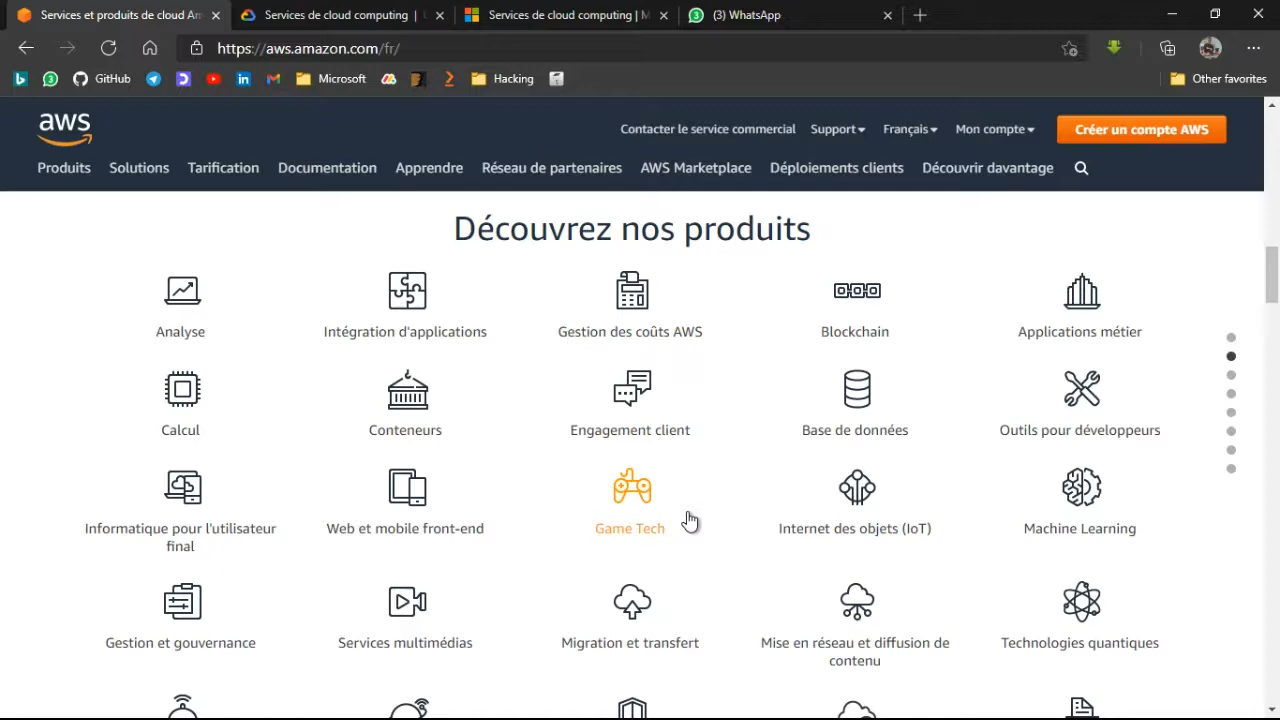 Services et produits de cloud Am
Services de cloud computing |
Services de cloud computing | M
(3) WhatsApp
https://aws.amazon.com/fr/
GitHub
Microsoft
Hacking
Other favorites
aws
Contacter le service commercial
Support
Français
Mon compte
Créer un compte AWS
Produits
Solutions
Tarification
Documentation
Apprendre
Réseau de partenaires
AWS Marketplace
Déploiements clients
Découvrir davantage
Découvrez nos produits
Analyse
Intégration d'applications
Gestion des coûts AWS
Blockchain
Applications métier
Calcul
Conteneurs
Engagement client
Base de données
Outils pour développeurs
Informatique pour l'utilisateur
final
Web et mobile front-end
Game Tech
Internet des objets (IoT)
Machine Learning
Gestion et gouvernance
Services multimédias
Migration et transfert
Mise en réseau et diffusion de
contenu
Technologies quantiques